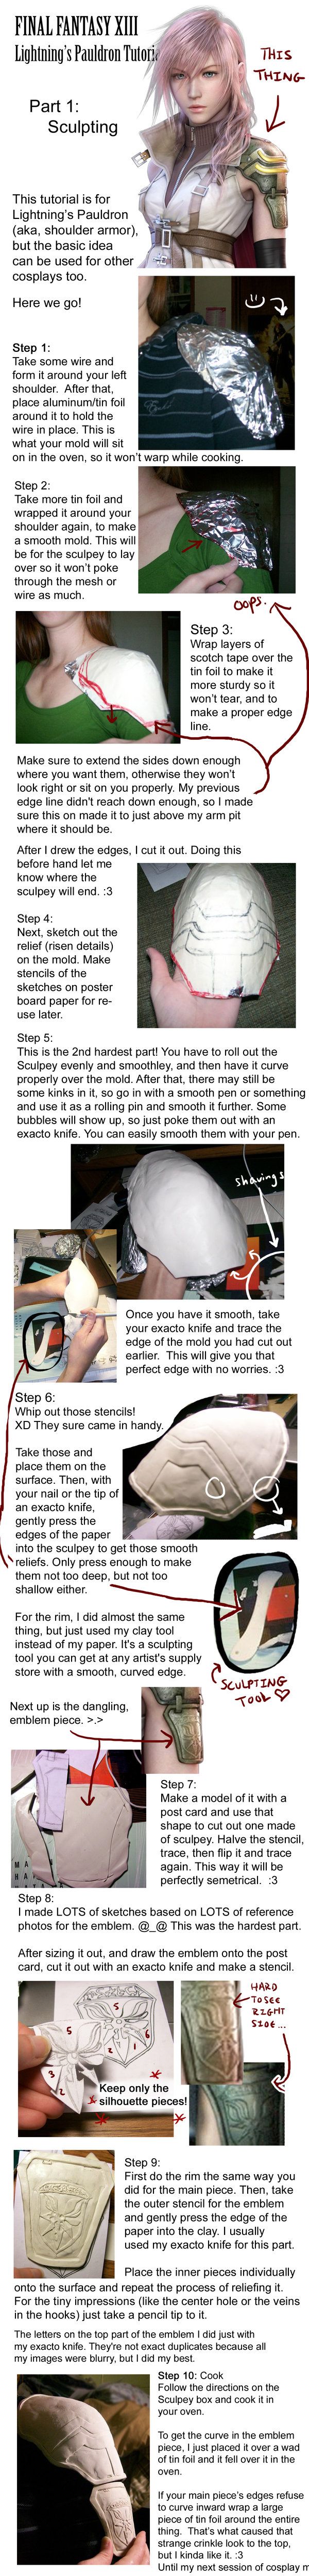 FINAL FANTASY XIII
Lightning's Pauldron Tutori
THIS
THING
Part 1:
Sculpting
This tutorial is for
Lightning's Pauldron
(aka, shoulder armor),
but the basic idea
can be used for other
cosplays too.
Here we go!
Step 1:
Take some wire and
form it around your left
shoulder. After that,
place aluminum/tin foil
around it to hold the
wire in place. This is
what your mold will sit
on in the oven, so it won't warp while cooking.
Step 2:
Take more tin foil and
wrapped it around your
shoulder again, to make
a smooth mold. This will
be for the sculpey to lay
over so it won't poke
through the mesh or
wire as much.
OOPS.
Step 3:
Wrap layers of
scotch tape over the
tin foil to make it
more sturdy so it
won't tear, and to
make a proper edge
line.
Make sure to extend the sides down enough
where you want them, otherwise they won't
look right or sit on you properly. My previous
edge line didn't reach down enough, so I made
sure this on made it to just above my arm pit
where it should be.
After I drew the edges, I cut it out. Doing this
before hand let me
know where the
sculpey will end. :3
Step 4:
Next, sketch out the
relief (risen details)
on the mold. Make
stencils of the
sketches on poster
board paper for re-
use later.
Step 5:
This is the 2nd hardest part! You have to roll out the
Sculpey evenly and smoothley, and then have it curve
properly over the mold. After that, there may still be
some kinks in it, so go in with a smooth pen or something
and use it as a rolling pin and smooth it further. Some
bubbles will show up, so just poke them out with an
exacto knife. You can easily smooth them with your pen.
shavings
Once you have it smooth, take
your exacto knife and trace the
edge of the mold you had cut out
earlier. This will give you that
perfect edge with no worries. :3
Step 6:
Whip out those stencils!
XD They sure came in handy.
Take those and
place them on the
surface. Then, with
your nail or the tip of
an exacto knife,
gently press the
edges of the paper
into the sculpey to get those smooth
reliefs. Only press enough to make
them not too deep, but not too
shallow either.
For the rim, I did almost the same
thing, but just used my clay tool
instead of my paper. It's a sculpting
tool you can get at any artist's supply
store with a smooth, curved edge.
SCULPTING
TOOL
Next up is the dangling,
emblem piece. >.>
Step 7:
Make a model of it with a
post card and use that
shape to cut out one made
of sculpey. Halve the stencil,
trace, then flip it and trace
again. This way it will be
perfectly semetrical. :3
Step 8:
I made LOTS of sketches based on LOTS of reference
photos for the emblem. @_@ This was the hardest part.
After sizing it out, and draw the emblem onto the post
card, cut it out with an exacto knife and make a stencil.
HARD
TO SEE
RIGHT
SIDE...
5
5
6
3
2
2
1
Keep only the
silhouette pieces!
Step 9:
First do the rim the same way you
did for the main piece. Then, take
the outer stencil for the emblem
and gently press the edge of the
paper into the clay. I usually
used my exacto knife for this part.
Place the inner pieces individually
onto the surface and repeat the process of reliefing it.
For the tiny impressions (like the center hole or the veins
in the hooks) just take a pencil tip to it.
The letters on the top part of the emblem I did just with
my exacto knife. They're not exact duplicates because all
my images were blurry, but I did my best.
Step 10: Cook
Follow the directions on the
Sculpey box and cook it in
your oven.
To get the curve in the emblem
piece, I just placed it over a wad
of tin foil and it fell over it in the
oven.
If your main piece's edges refuse
to curve inward wrap a large
piece of tin foil around the entire
thing. That's what caused that
strange crinkle look to the top,
but I kinda like it. :3
Until my next session of cosplay m